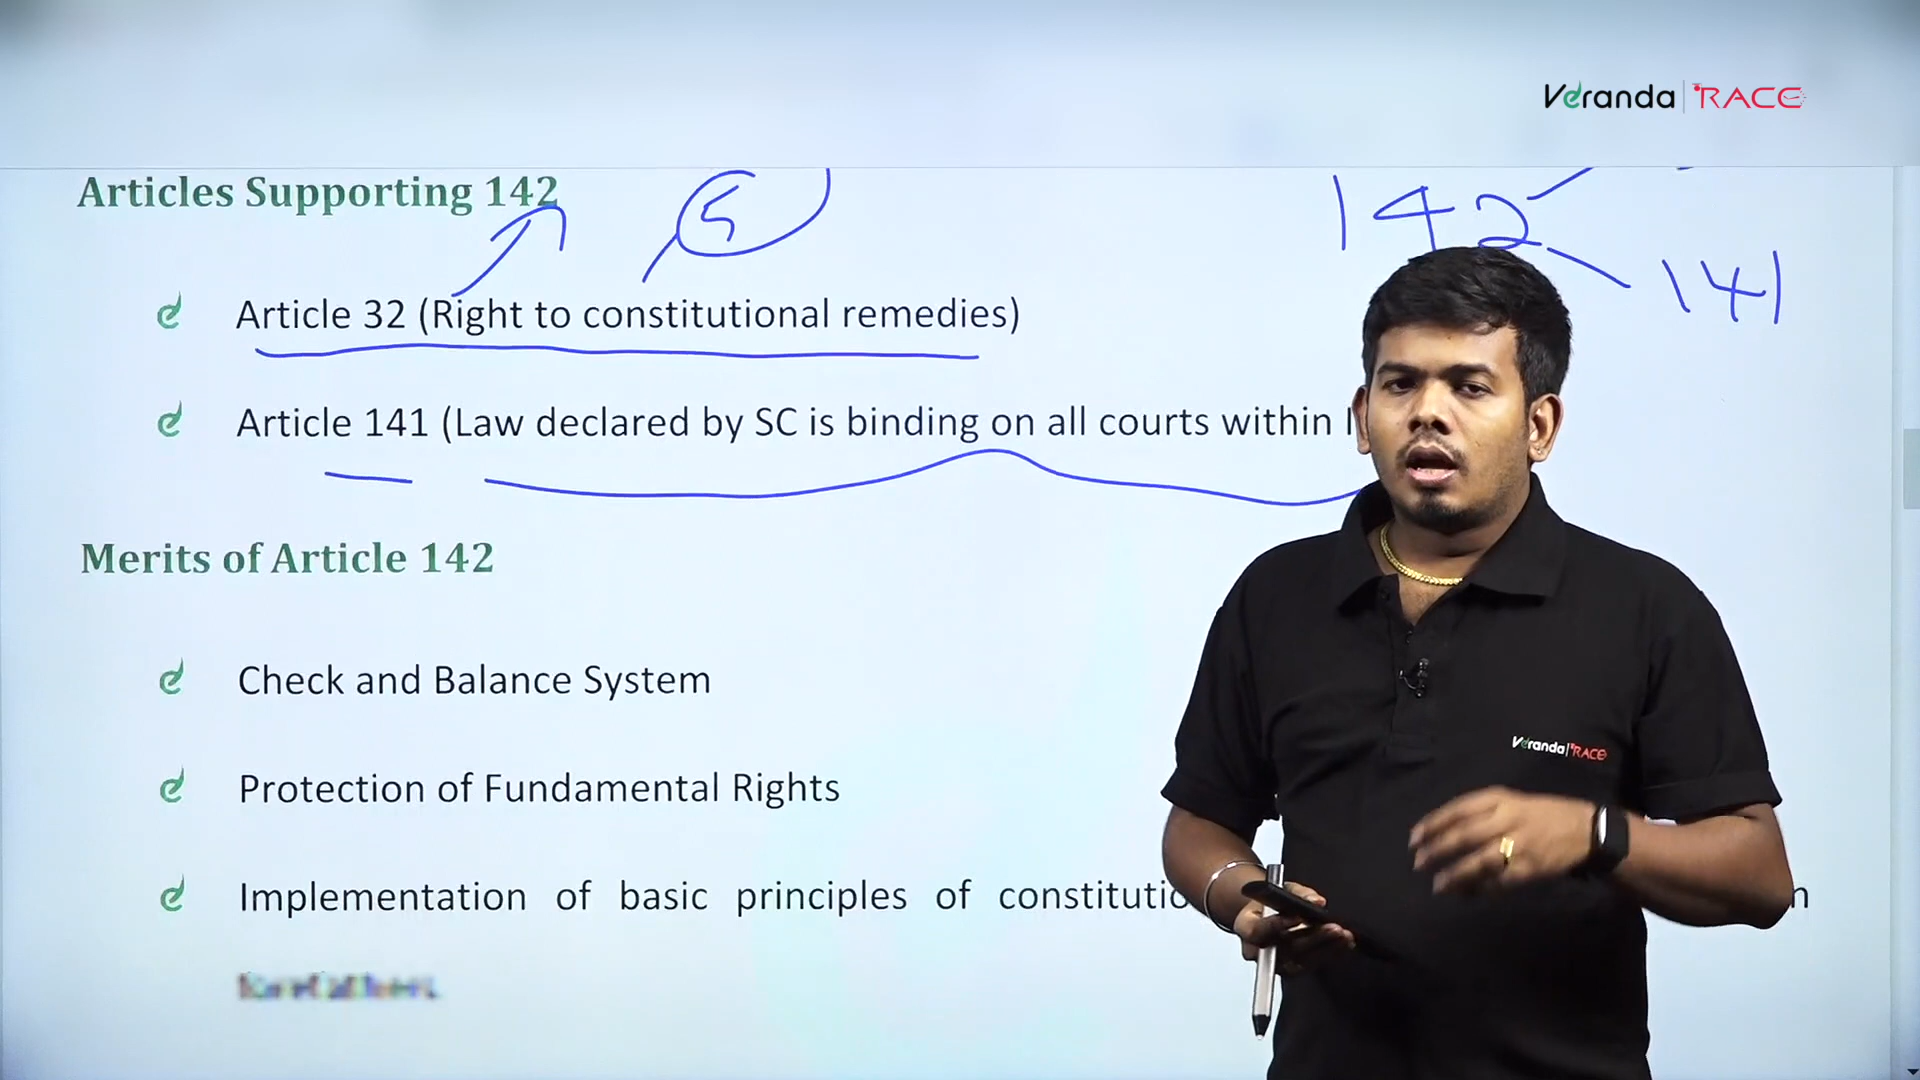 Veranda RACE
Articles Supporting 142
5
142
141
Article 32 (Right to constitutional remedies)
Article 141 (Law declared by SC is binding on all courts within
Merits of Article 142
Veranda RACE
Check and Balance System
Protection of Fundamental Rights
Implementation of basic principles of
forefathers